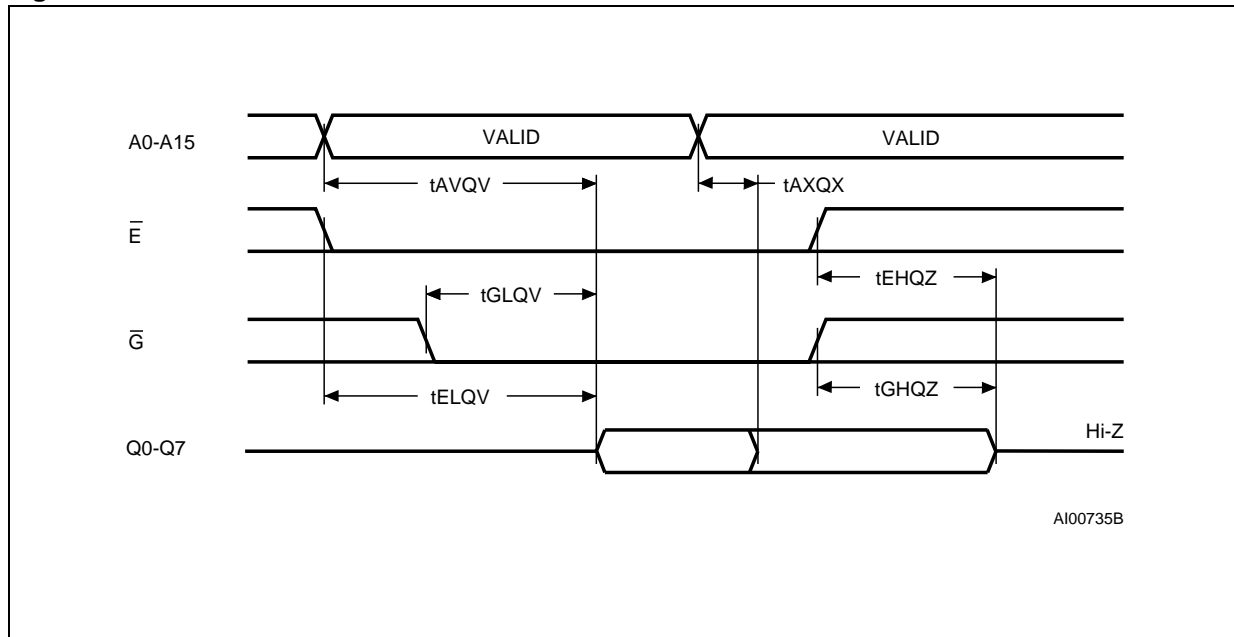 A0-A15
VALID
VALID
tAVQV
tAXQX
E
tEHQZ
tGLQV
G
tELQV
tGHQZ
Q0-Q7
Hi-Z
AI00735B